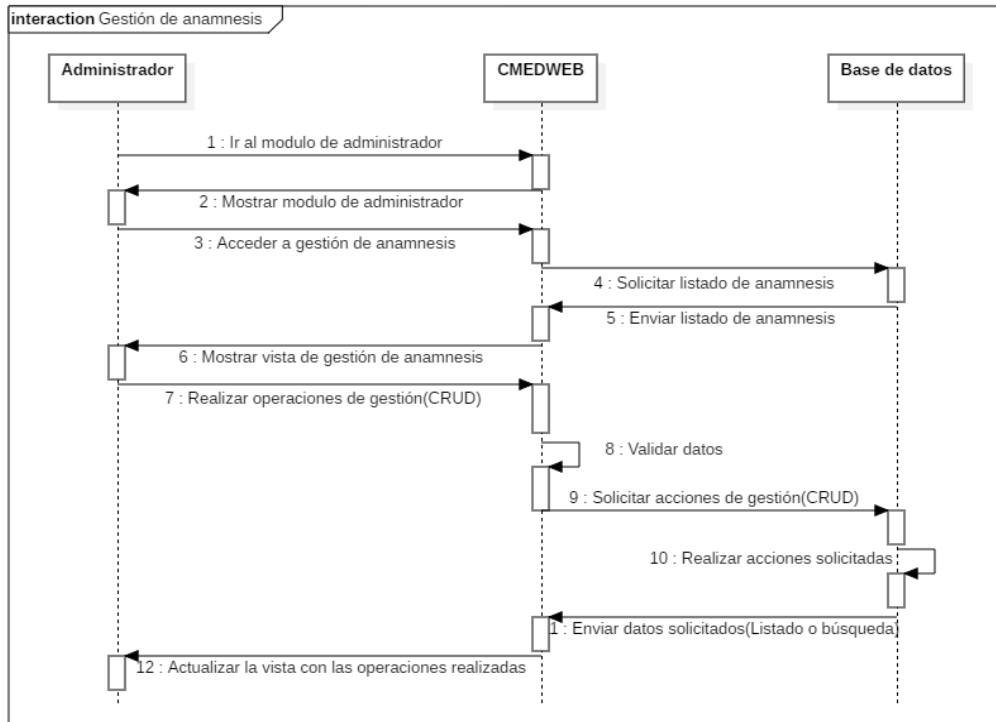 interaction Gestión de anamnesis
Administrador
CMEDWEB
Base de datos
1 : Ir al modulo de administrador
2 : Mostrar modulo de administrador
3 : Acceder a gestión de anamnesis
4 : Solicitar listado de anamnesis
5 : Enviar listado de anamnesis
6 : Mostrar vista de gestión de anamnesis
7 : Realizar operaciones de gestión(CRUD)
8 : Validar datos
9 : Solicitar acciones de gestión(CRUD)
10 : Realizar acciones solicitadas
1 : Enviar datos solicitados(Listado o búsqueda)
12 : Actualizar la vista con las operaciones realizadas